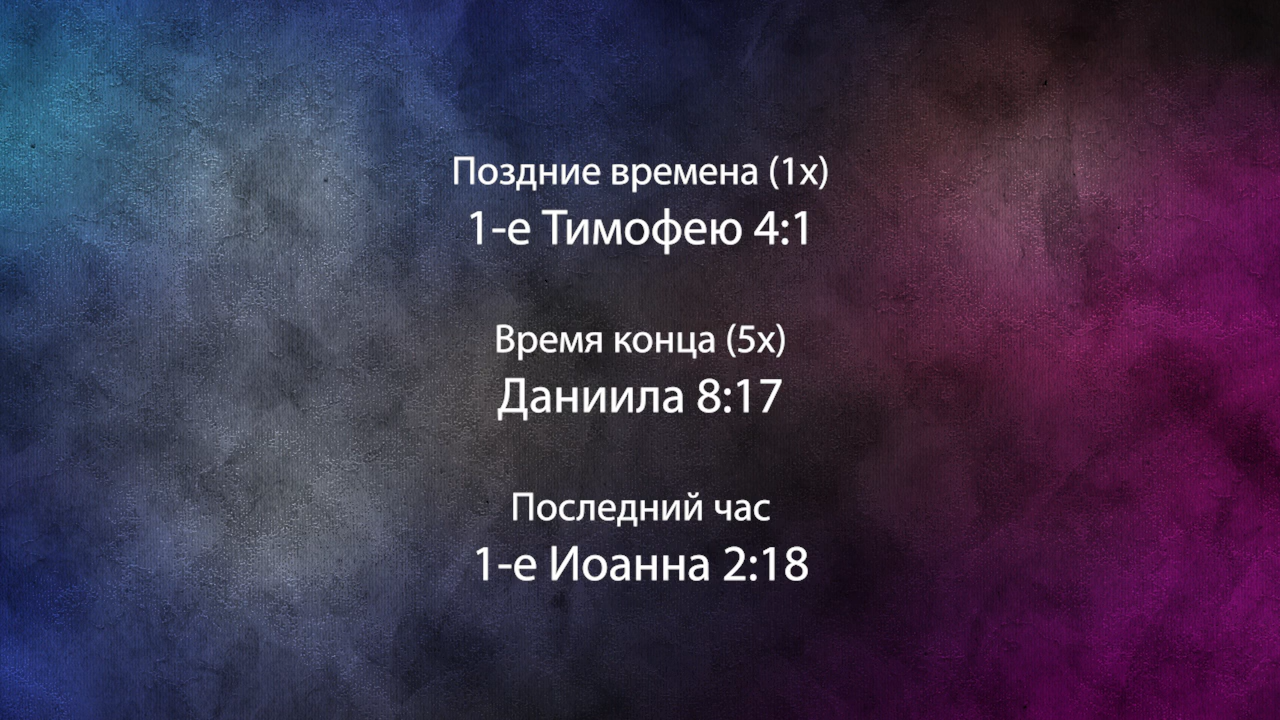 Поздние времена (1х)
1-е Тимофею 4:1
Время конца (5х)
Даниила 8:17
Последний час
1-е Иоанна 2:18